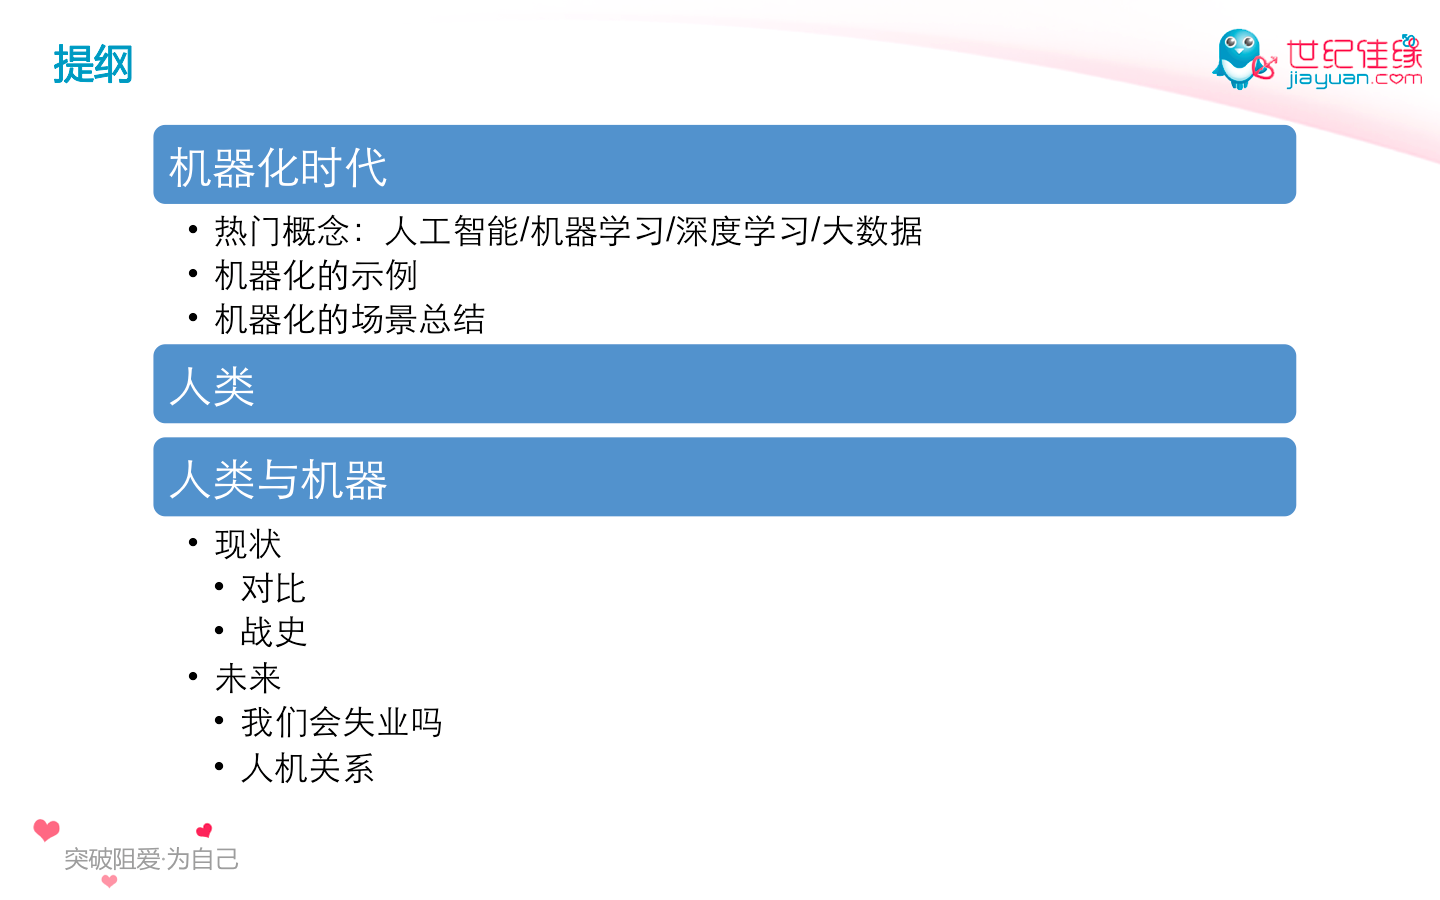 提纲
世纪佳缘
jiayuan.com
机器化时代
• 热门概念：人工智能/机器学习/深度学习/大数据
• 机器化的示例
• 机器化的场景总结
人类
人类与机器
• 现状
• 对比
• 战史
• 未来
• 我们会失业吗
• 人机关系
突破阻爱·为自己